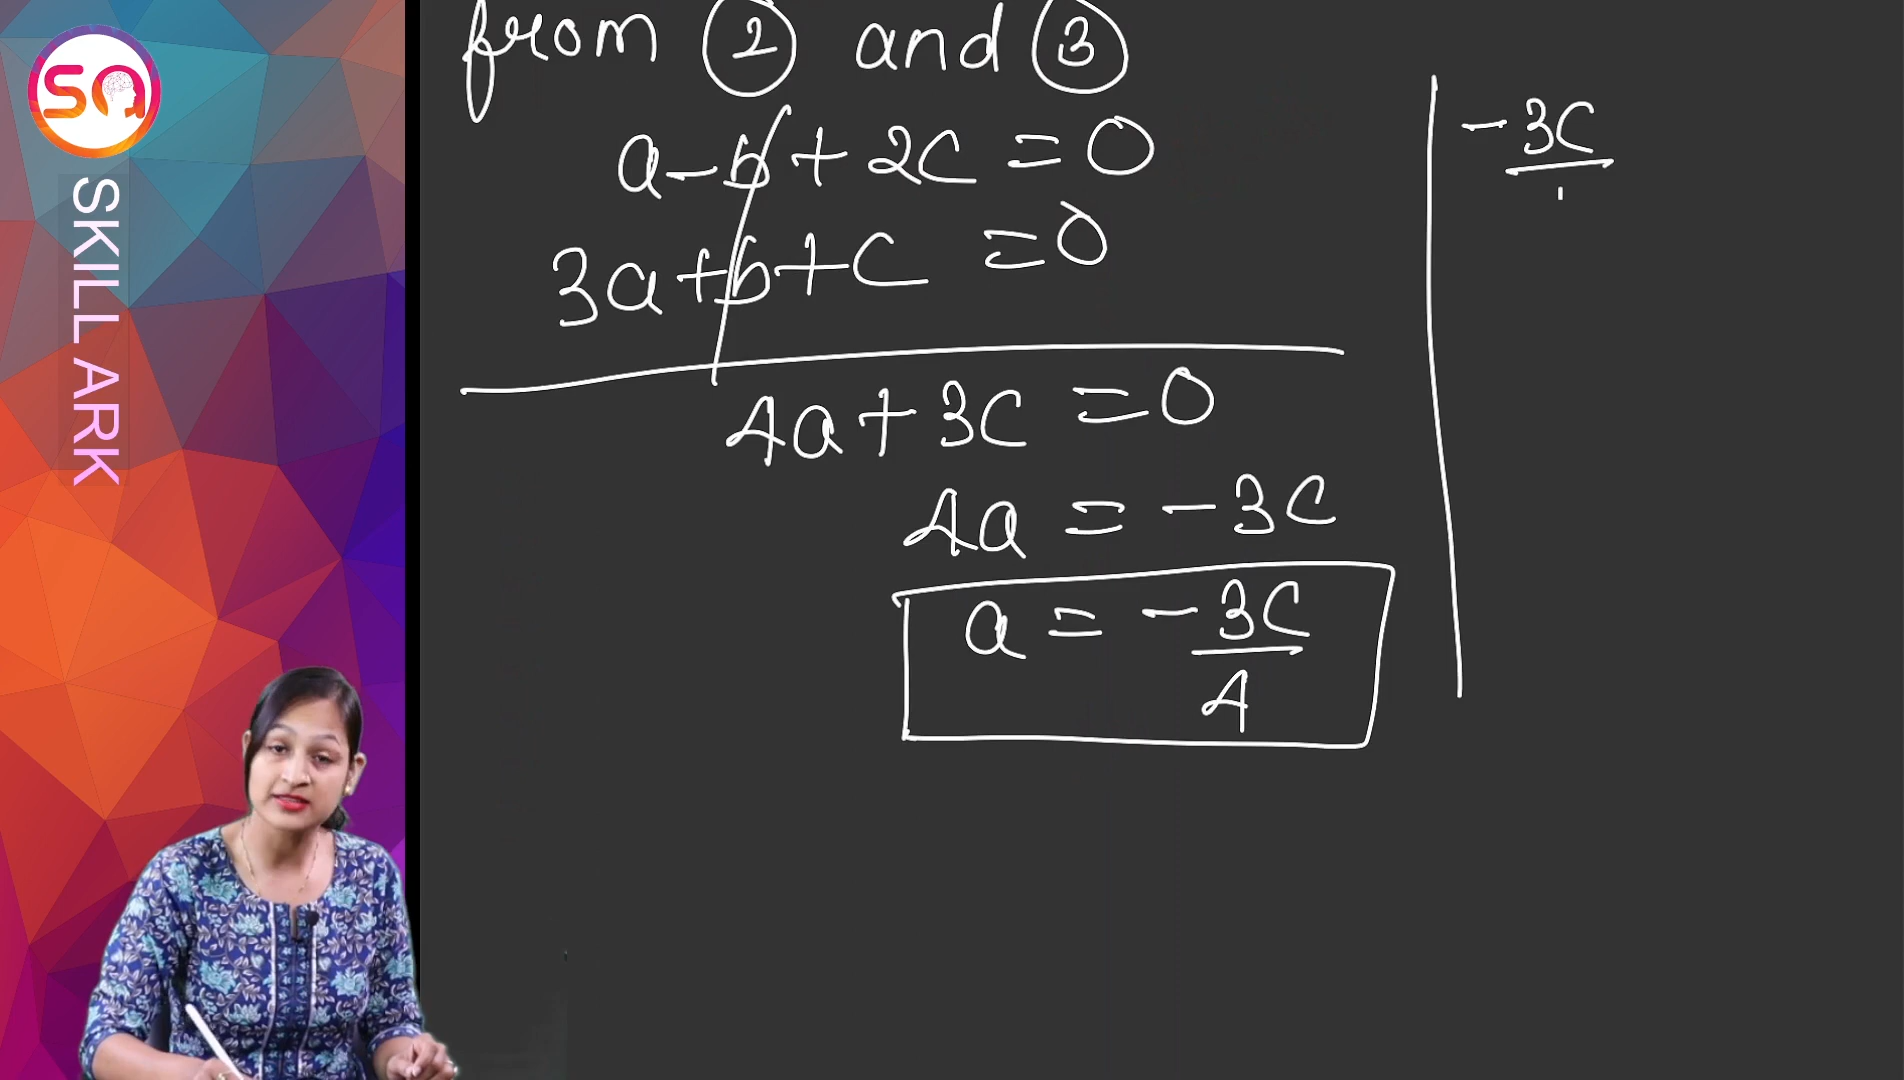 SA
SKILL ARK
from ② and ③
a - b + 2c = 0
3a + b + c = 0
4a + 3c = 0
4a = - 3c
a = - 3c/4
- 3c